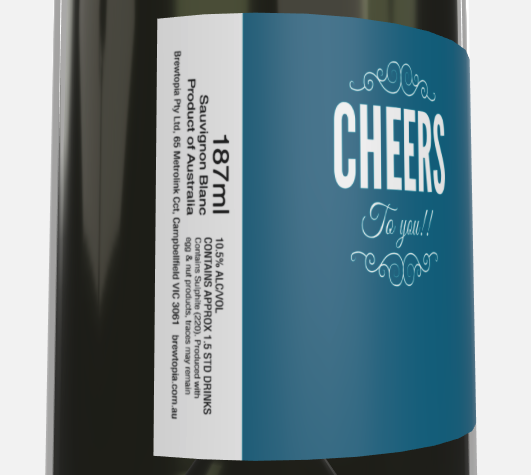 CHEERS
To you!!
187ml
Sauvignon Blanc
Product of Australia
10.5% ALC/VOL
CONTAINS APPROX 1.5 STD DRINKS
Contains Sulphite (220). Produced with
egg & nut products, traces may remain
Brewtopia Pty Ltd, 65 Metrolink Cct, Campbellfield VIC 3061 brewtopia.com.au